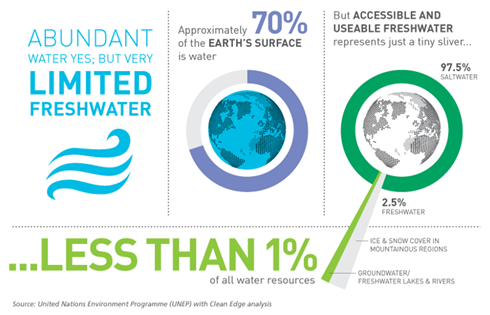 ABUNDANT
WATER YES; BUT VERY
LIMITED
FRESHWATER
Approximately 70%
of the EARTH'S SURFACE
is water
But ACCESSIBLE AND
USEABLE FRESHWATER
represents just a tiny sliver...
97.5%
SALTWATER
2.5%
FRESHWATER
ICE & SNOW COVER IN
MOUNTAINOUS REGIONS
GROUNDWATER/
FRESHWATER LAKES & RIVERS
...LESS THAN 1%
of all water resources
Source: United Nations Environment Programme (UNEP) with Clean Edge analysis